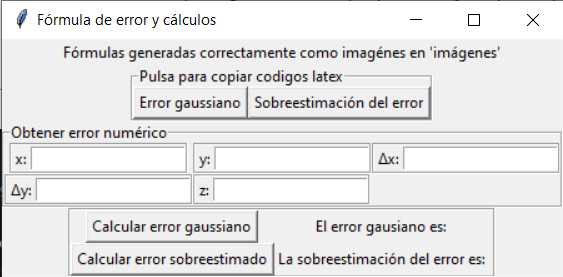 Fórmula de error y cálculos
Fórmulas generadas correctamente como imagénes en 'imágenes'
Pulsa para copiar codigos latex
Error gaussiano Sobreestimación del error
Obtener error numérico
x: y: Δx:
Δy: z:
Calcular error gaussiano El error gausiano es:
Calcular error sobreestimado La sobreestimación del error es: